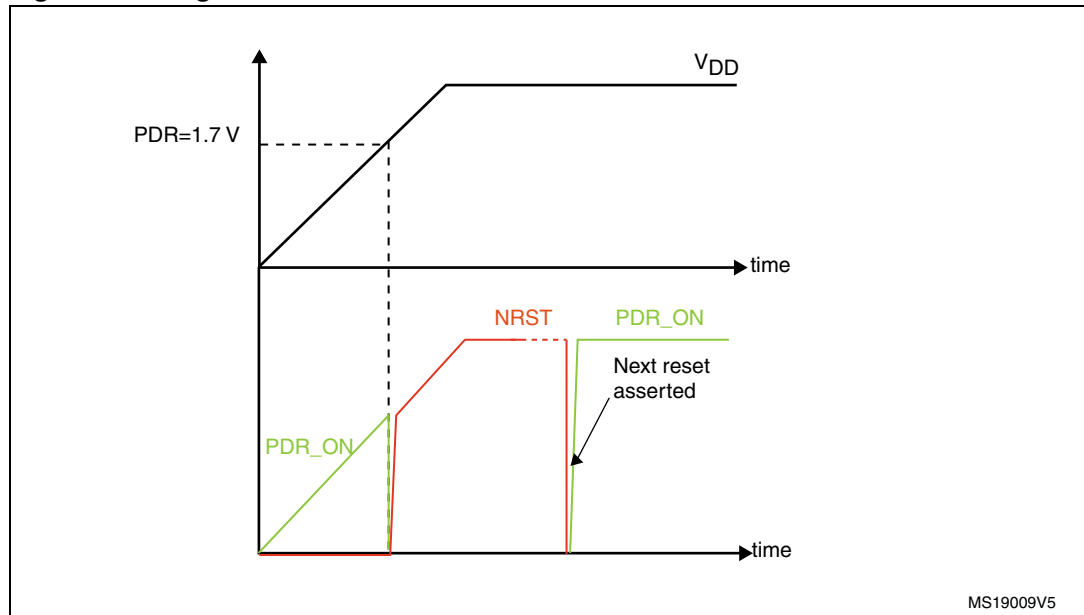 VDD
PDR=1.7 V
time
NRST
PDR_ON
Next reset
asserted
PDR_ON
time
MS19009V5